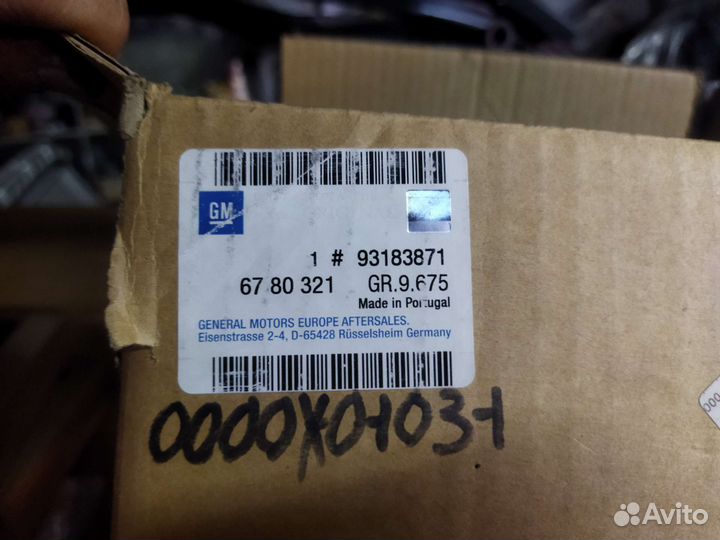 GM
1 # 93183871
67 80 321 GR.9.675
Made in Portugal
GENERAL MOTORS EUROPE AFTERSALES.
Eisenstrasse 2-4, D-65428 Rüsselsheim Germany
0000X01031
000
Avito